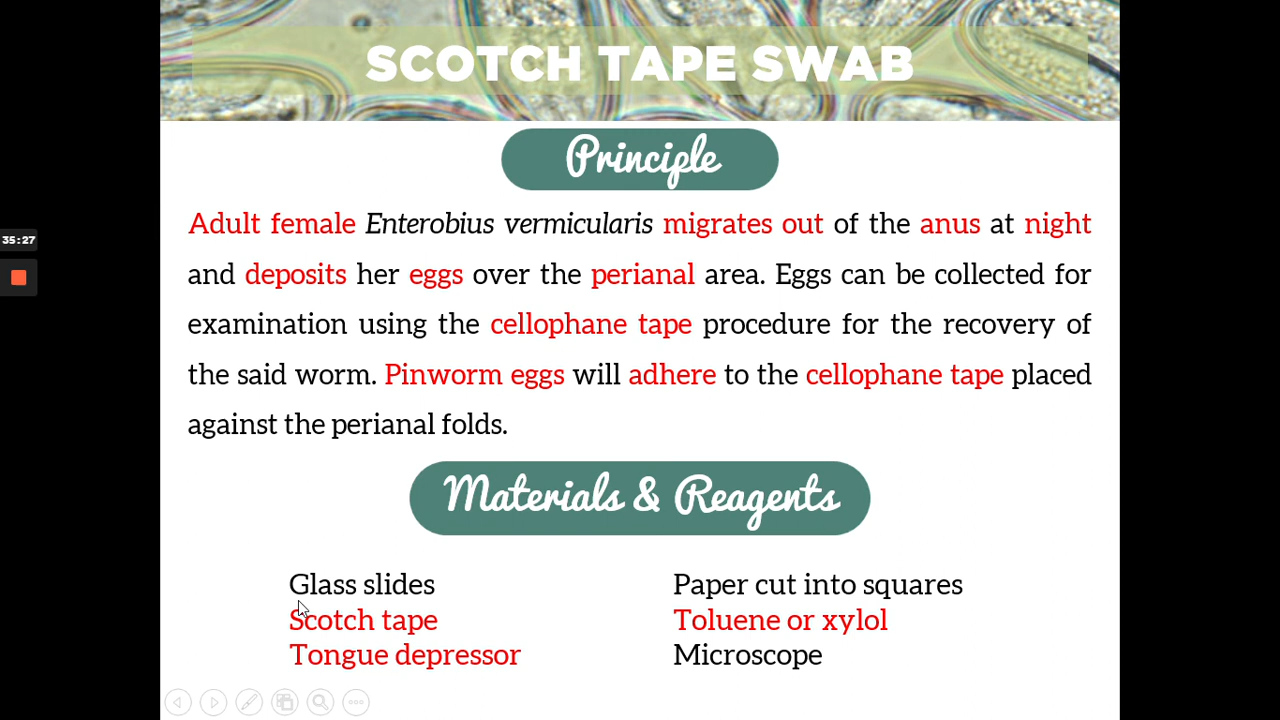 SCOTCH TAPE SWAB
Principle
Adult female Enterobius vermicularis migrates out of the anus at night
and deposits her eggs over the perianal area. Eggs can be collected for
examination using the cellophane tape procedure for the recovery of
the said worm. Pinworm eggs will adhere to the cellophane tape placed
against the perianal folds.
35:27
Materials & Reagents
Glass slides
Scotch tape
Tongue depressor
Paper cut into squares
Toluene or xylol
Microscope